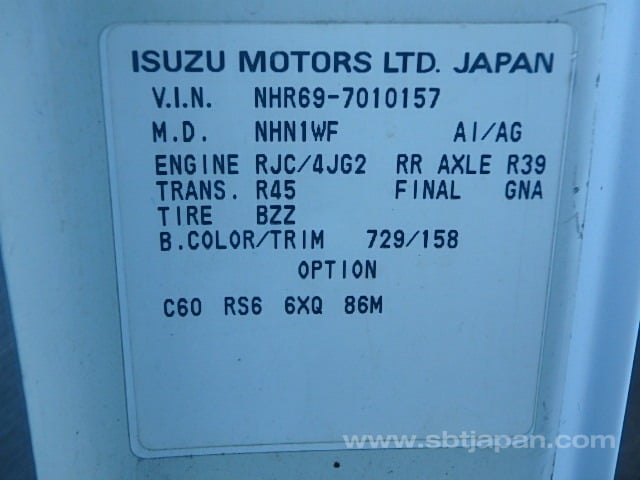 ISUZU MOTORS LTD. JAPAN
V.I.N. NHR69-7010157
M.D. NHN1WF AI/AG
ENGINE RJC/4JG2 RR AXLE R39
TRANS. R45 FINAL GNA
TIRE BZZ
B.COLOR/TRIM 729/158
OPTION
C60 RS6 6XQ 86M
www.sbtjapan.com